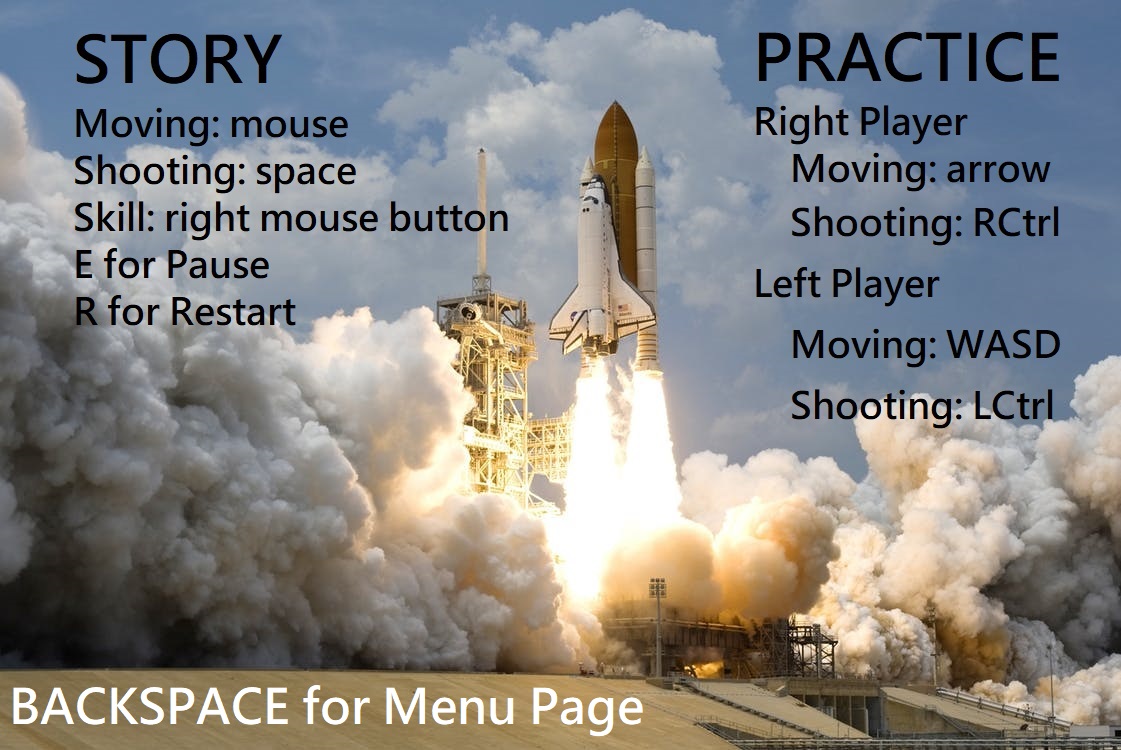 STORY
Moving: mouse
Shooting: space
Skill: right mouse button
E for Pause
R for Restart
PRACTICE
Right Player
Moving: arrow
Shooting: RCtrl
Left Player
Moving: WASD
Shooting: LCtrl
BACKSPACE for Menu Page